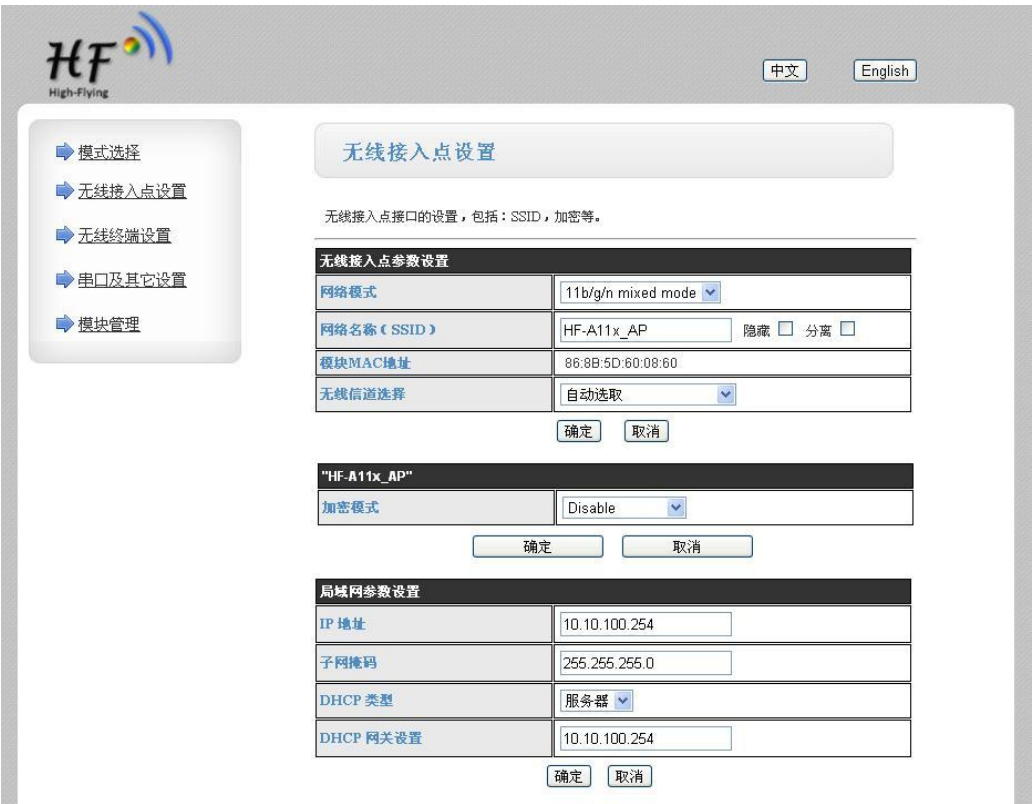 HF
High-Flying
中文 English
模式选择
无线接入点设置
无线终端设置
串口及其它设置
模块管理
无线接入点设置
无线接入点接口的设置，包括：SSID，加密等。
无线接入点参数设置
网络模式 11b/g/n mixed mode
网络名称（SSID） HF-A11x_AP 隐藏 分离
模块MAC地址 86:8B:5D:60:08:60
无线信道选择 自动选取
确定 取消
"HF-A11x_AP"
加密模式 Disable
确定 取消
局域网参数设置
IP 地址 10.10.100.254
子网掩码 255.255.255.0
DHCP 类型 服务器
DHCP 网关设置 10.10.100.254
确定 取消